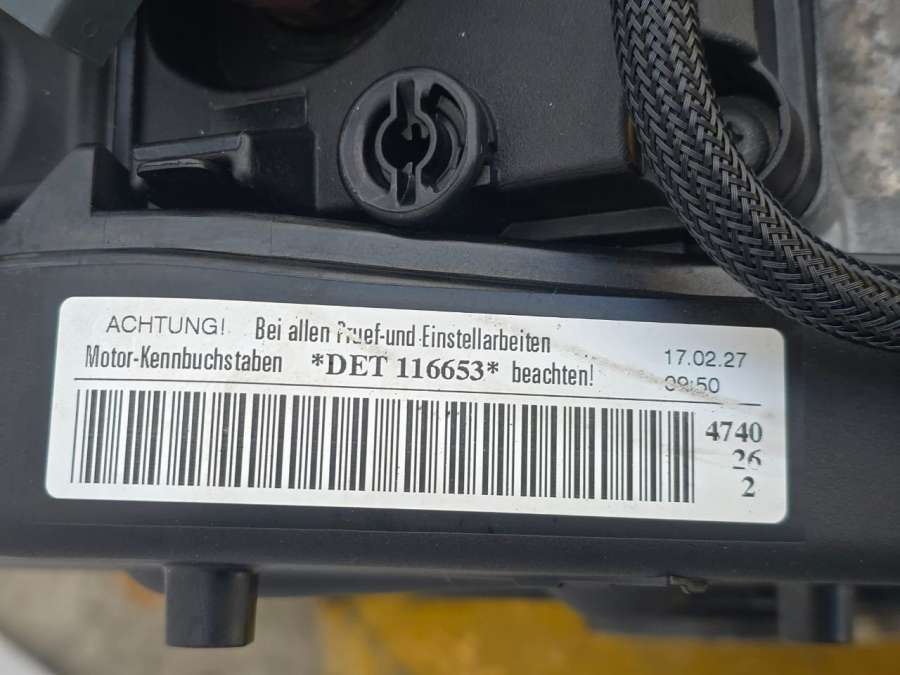 ACHTUNG! Bei allen Pruef-und Einstellarbeiten
Motor-Kennbuchstaben *DET 116653* beachten!
17.02.27
09:50
4740
26
2